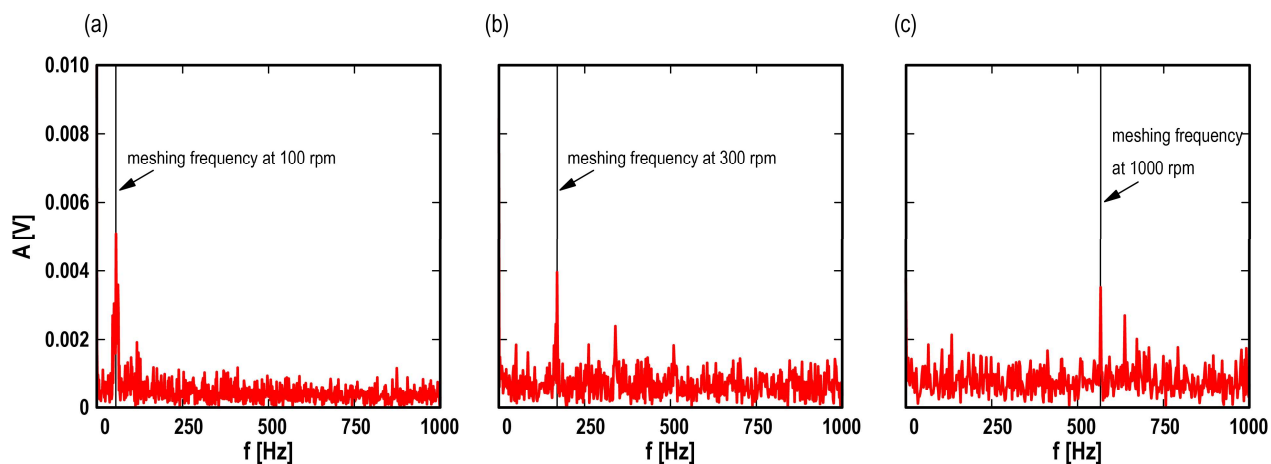 (a)
(b)
(c)
0.010
0.008
0.006
0.004
0.002
0
A [V]
meshing frequency at 100 rpm
meshing frequency at 300 rpm
meshing frequency
at 1000 rpm
0 250 500 750 1000
0 250 500 750 1000
0 250 500 750 1000
f [Hz]
f [Hz]
f [Hz]